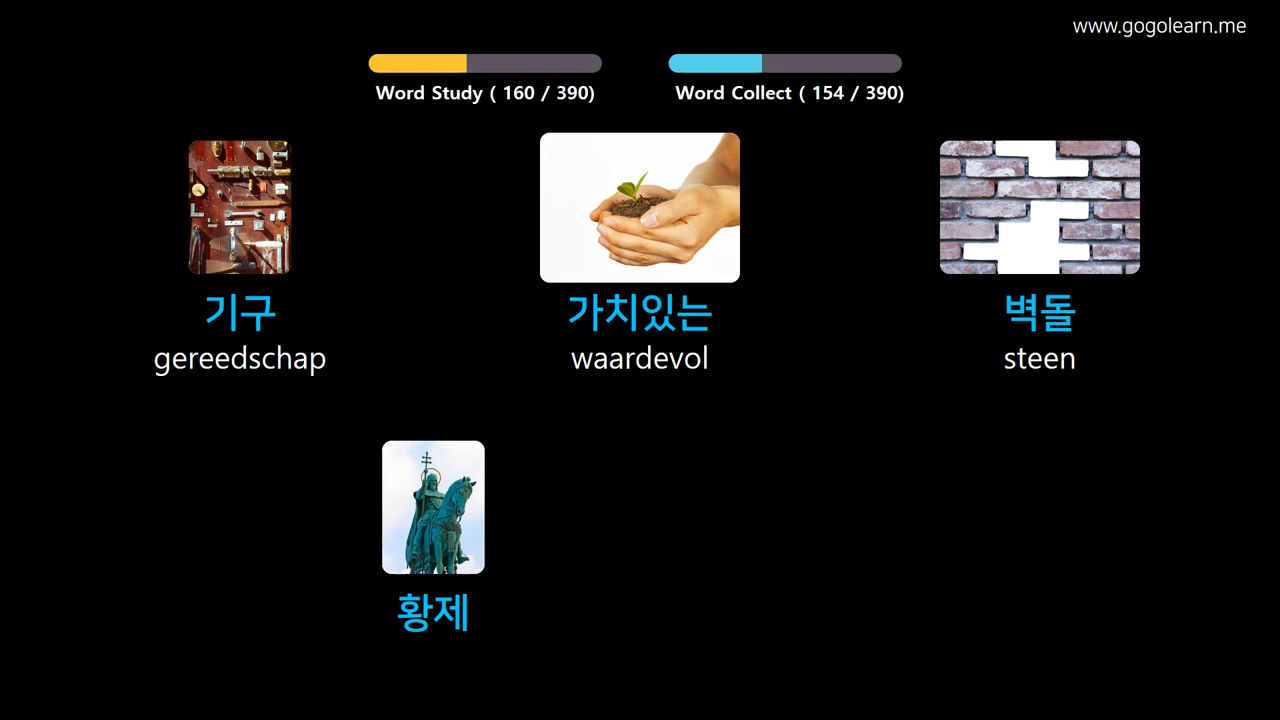 www.gogolearn.me
Word Study ( 160 / 390)
Word Collect ( 154 / 390)
기구
가치있는
벽돌
gereedschap
waardevol
steen
황제